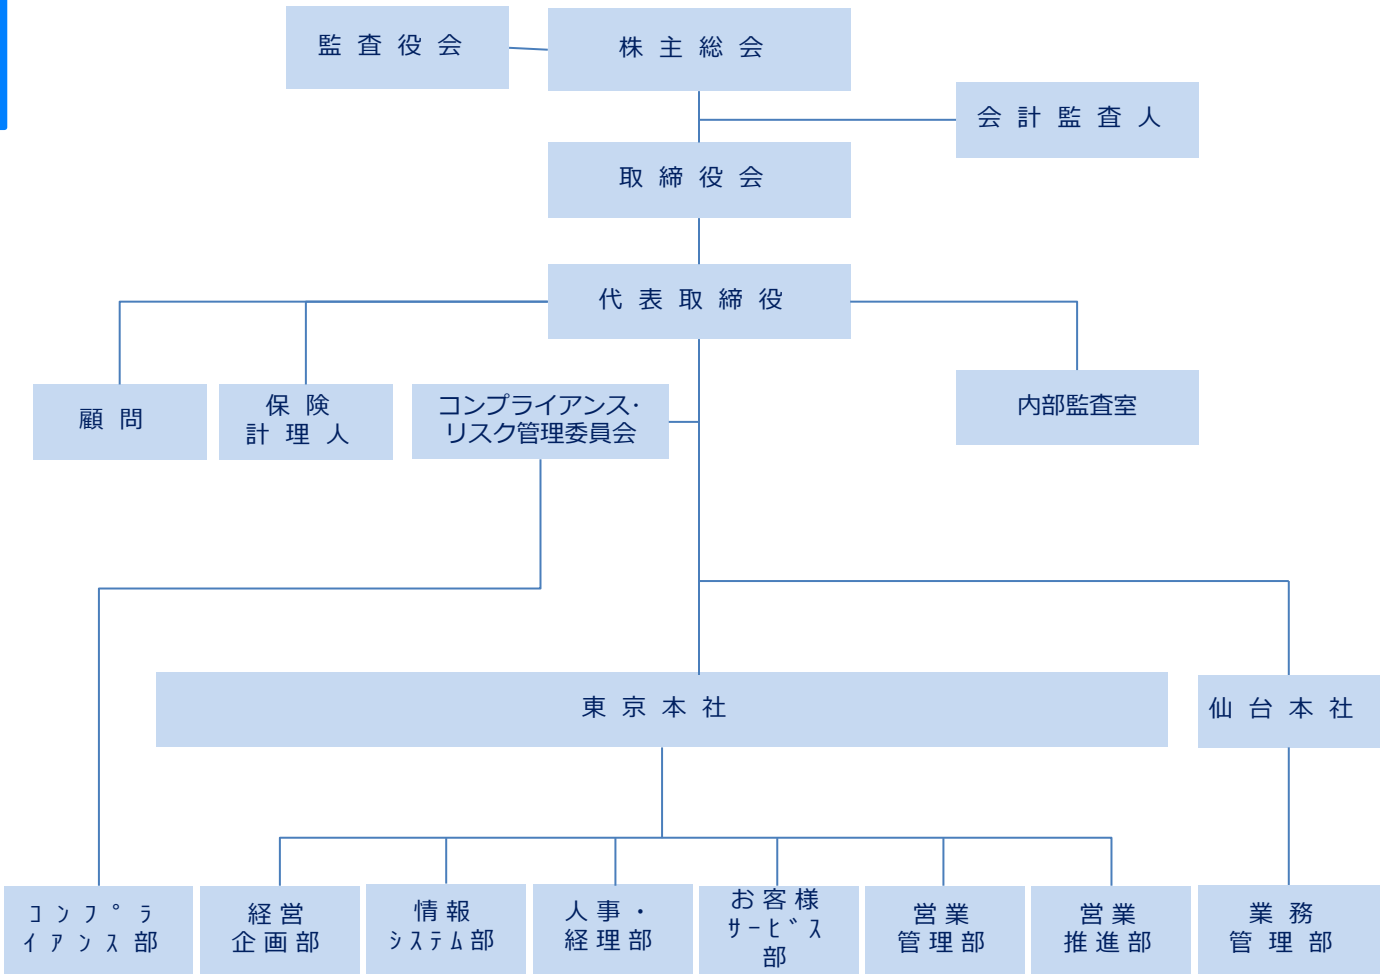 監査役会
株主総会
会計監査人
取締役会
代表取締役
顧問
保険
計理人
コンプライアンス・
リスク管理委員会
内部監査室
東京本社
仙台本社
コンプ゜ラ
イアンス部
経営
企画部
情報
システム部
人事・
経理部
お客様
サービス
部
営業
管理部
営業
推進部
業務
管理部